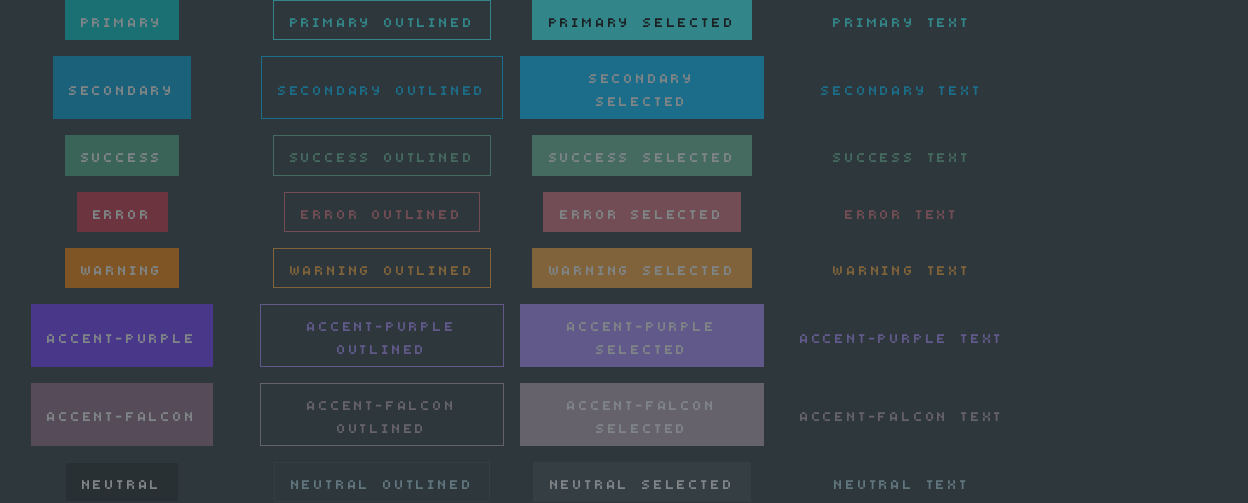 PRIMARY PRIMARY OUTLINED PRIMARY SELECTED PRIMARY TEXT
SECONDARY SECONDARY OUTLINED SECONDARY SECONDARY TEXT
SELECTED
SUCCESS SUCCESS OUTLINED SUCCESS SELECTED SUCCESS TEXT
ERROR ERROR OUTLINED ERROR SELECTED ERROR TEXT
WARNING WARNING OUTLINED WARNING SELECTED WARNING TEXT
ACCENT-PURPLE ACCENT-PURPLE ACCENT-PURPLE ACCENT-PURPLE TEXT
OUTLINED SELECTED
ACCENT-FALCON ACCENT-FALCON ACCENT-FALCON ACCENT-FALCON TEXT
OUTLINED SELECTED
NEUTRAL NEUTRAL OUTLINED NEUTRAL SELECTED NEUTRAL TEXT